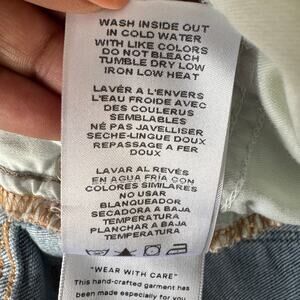 WASH INSIDE OUT
IN COLD WATER
WITH LIKE COLORS
DO NOT BLEACH
TUMBLE DRY LOW
IRON LOW HEAT
LAVÉR A L'ENVERS
L'EAU FROIDE AVEC
DES COULERUS
SEMBLABLES
NÉ PAS JAVELLISER
SÈCHE-LINGUE DOUX
REPASSAGE A FER
DOUX
LAVAR AL REVÉS
EN AGUA FRÍA CON
COLORES SIMILARES
NO USAR
BLANQUEADOR
SECADORA A BAJA
TEMPERATURA
PLANCHAR A BAJA
TEMPERATURA
"WEAR WITH CARE"
This hand-crafted garment has
been made especially for you